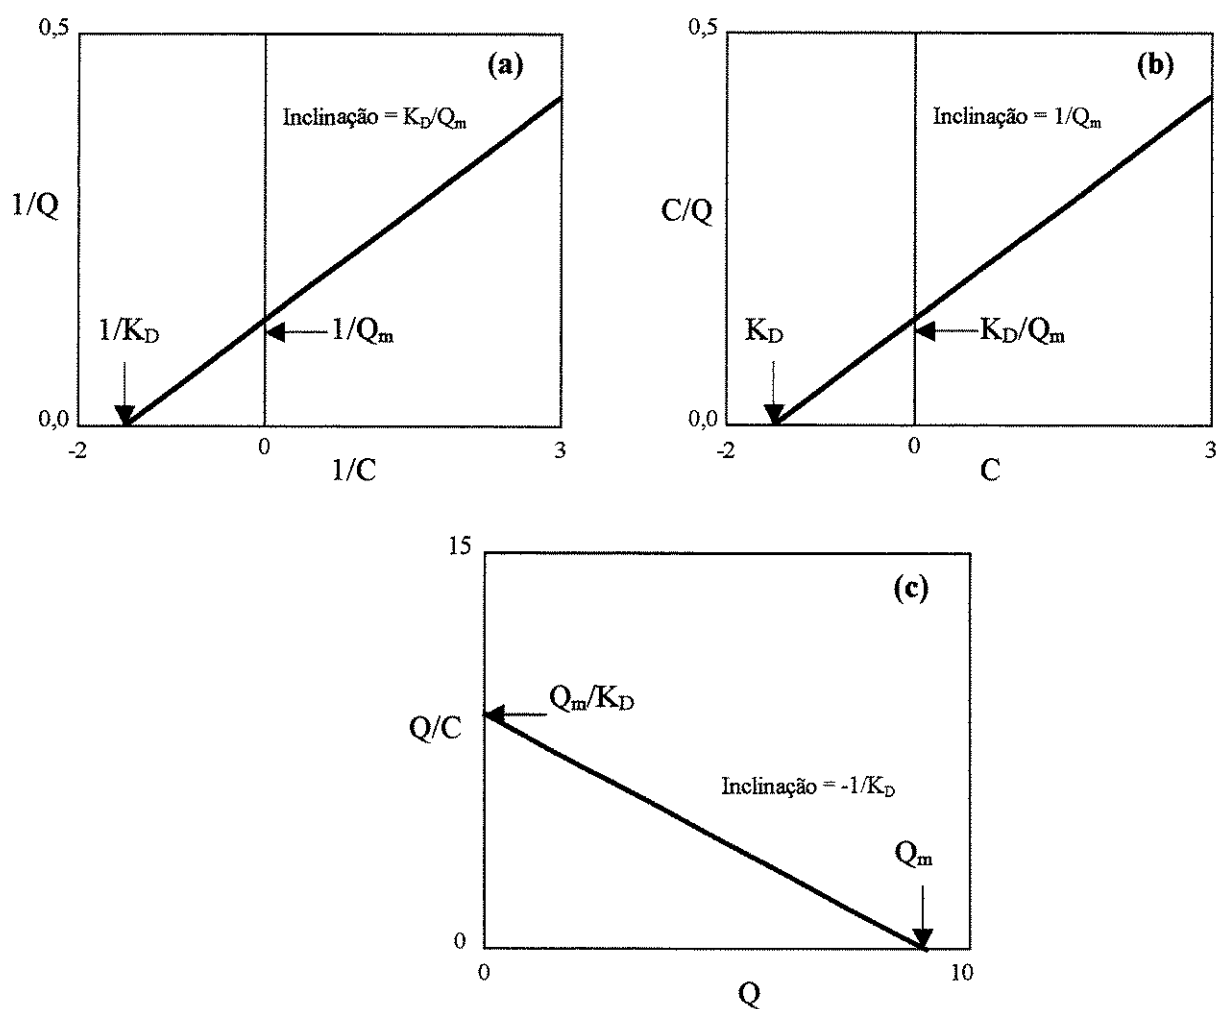 0,5
(a)
Inclinação = K_D/Q_m
1/Q
1/K_D
1/Q_m
0,0
-2
0
3
1/C
0,5
(b)
Inclinação = 1/Q_m
C/Q
K_D
K_D/Q_m
0,0
-2
0
3
C
15
(c)
Q_m/K_D
Q/C
Inclinação = -1/K_D
Q_m
0
0
10
Q